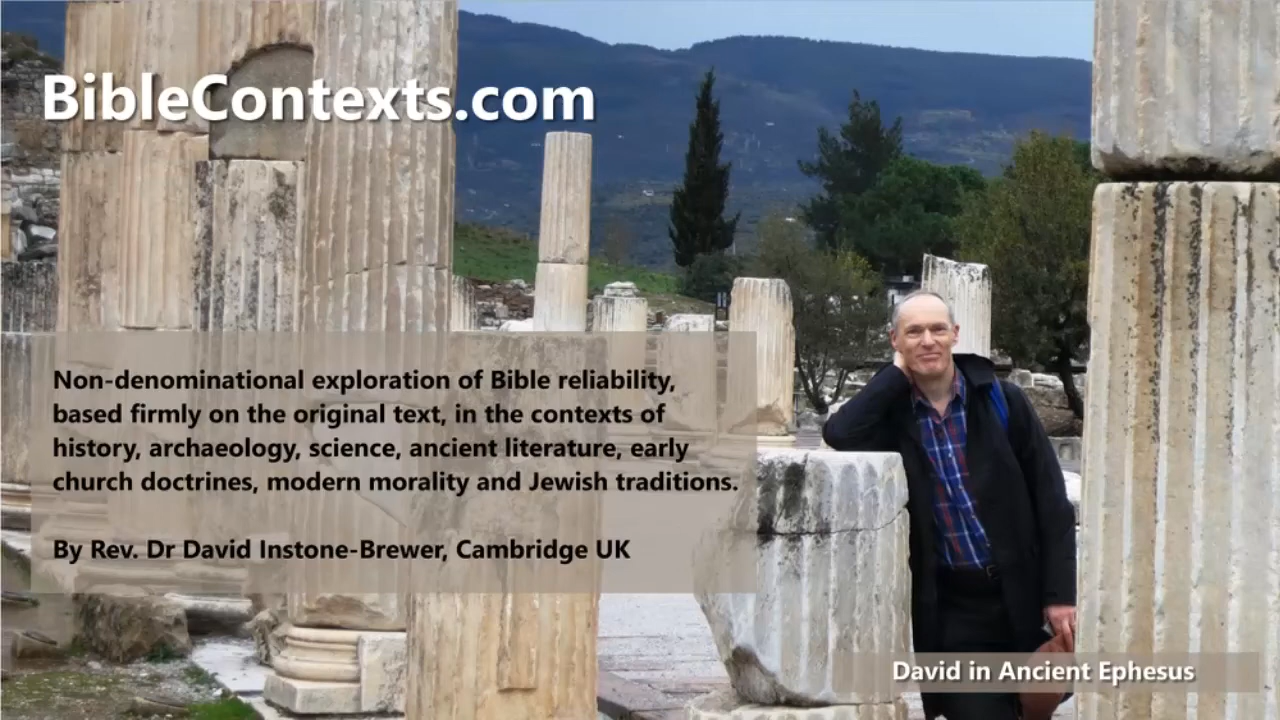 BibleContexts.com
Non-denominational exploration of Bible reliability,
based firmly on the original text, in the contexts of
history, archaeology, science, ancient literature, early
church doctrines, modern morality and Jewish traditions.
By Rev. Dr David Instone-Brewer, Cambridge UK
David in Ancient Ephesus